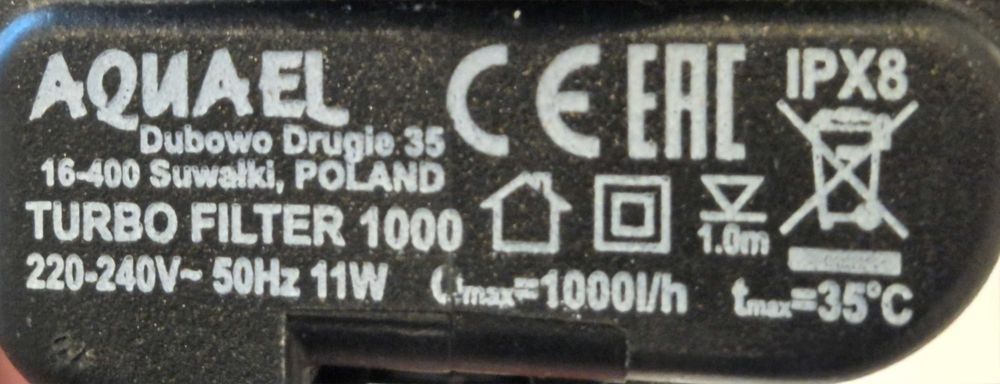 AQUAEL CE EAC IPX8
Dubowo Drugie 35
16-400 Suwałki, POLAND
TURBO FILTER 1000 1.0m
220-240V~ 50Hz 11W Qmax=1000l/h tmax=35°C